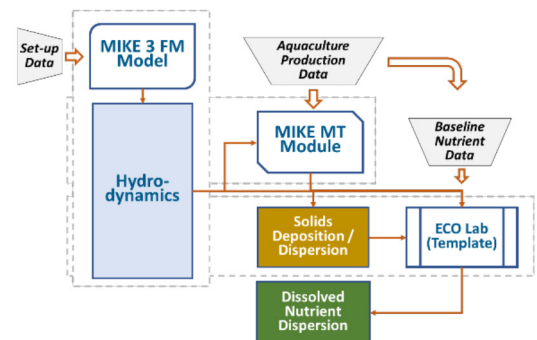 Set-up
Data
MIKE 3 FM
Model
Aquaculture
Production
Data
MIKE MT
Module
Baseline
Nutrient
Data
Hydro-
dynamics
Solids
Deposition /
Dispersion
ECO Lab
(Template)
Dissolved
Nutrient
Dispersion